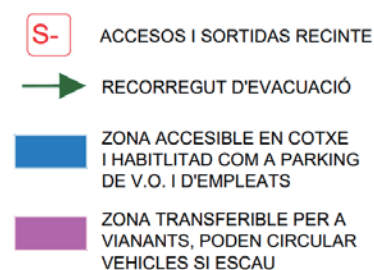 S-
ACCESOS I SORTIDAS RECINTE
RECORREGUT D'EVACUACIÓ
ZONA ACCESIBLE EN COTXE
I HABITLITAD COM A PARKING
DE V.O. I D'EMPLEATS
ZONA TRANSFERIBLE PER A
VIANANTS, PODEN CIRCULAR
VEHICLES SI ESCAU